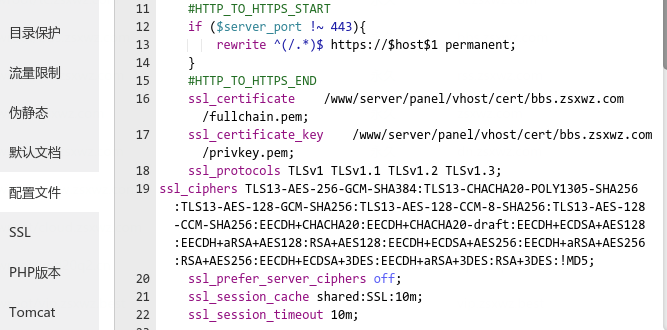 目录保护
流量限制
伪静态
默认文档
配置文件
SSL
PHP版本
Tomcat
11 #HTTP_TO_HTTPS_START
12 if ($server_port !~ 443){
13 rewrite ^(/.*)$ https://$host$1 permanent;
14 }
15 #HTTP_TO_HTTPS_END
16 ssl_certificate /www/server/panel/vhost/cert/bbs.zsxwz.com
/fullchain.pem;
17 ssl_certificate_key /www/server/panel/vhost/cert/bbs.zsxwz.com
/privkey.pem;
18 ssl_protocols TLSv1 TLSv1.1 TLSv1.2 TLSv1.3;
19 ssl_ciphers TLS13-AES-256-GCM-SHA384:TLS13-CHACHA20-POLY1305-SHA256
:TLS13-AES-128-GCM-SHA256:TLS13-AES-128-CCM-8-SHA256:TLS13-AES-128
-CCM-SHA256:EECDH+CHACHA20:EECDH+CHACHA20-draft:EECDH+ECDSA+AES128
:EECDH+aRSA+AES128:RSA+AES128:EECDH+ECDSA+AES256:EECDH+aRSA+AES256
:RSA+AES256:EECDH+ECDSA+3DES:EECDH+aRSA+3DES:RSA+3DES:!MD5;
20 ssl_prefer_server_ciphers off;
21 ssl_session_cache shared:SSL:10m;
22 ssl_session_timeout 10m;